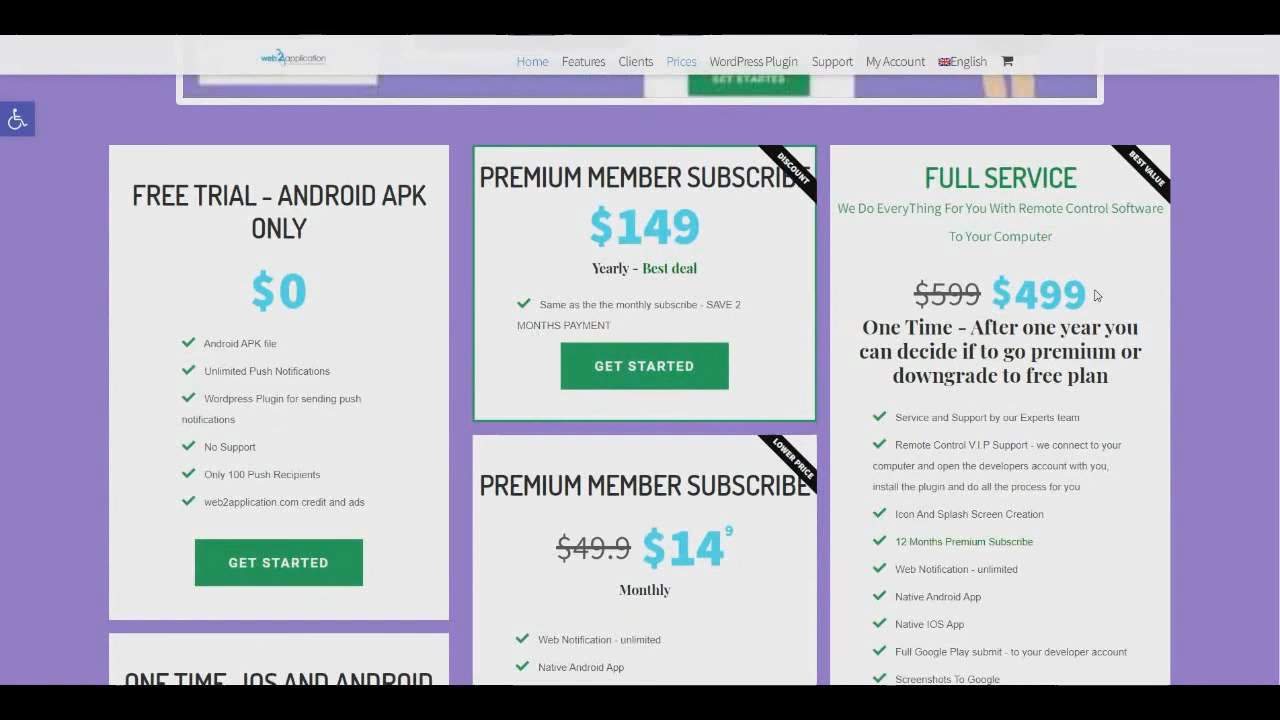 web2application
Home Features Clients Prices WordPress Plugin Support My Account English
GET STARTED
FREE TRIAL - ANDROID APK
ONLY
$0
Android APK file
Unlimited Push Notifications
Wordpress Plugin for sending push
notifications
No Support
Only 100 Push Recipients
web2application.com credit and ads
GET STARTED
ONE TIME IOS AND ANDROID
DISCOUNT
PREMIUM MEMBER SUBSCRIBE
$149
Yearly - Best deal
Same as the the monthly subscribe - SAVE 2
MONTHS PAYMENT
GET STARTED
LOWER PRICE
PREMIUM MEMBER SUBSCRIBE
$49.9 $14 9
Monthly
Web Notification - unlimited
Native Android App
BEST VALUE
FULL SERVICE
We Do EveryThing For You With Remote Control Software
To Your Computer
$599 $499
One Time - After one year you
can decide if to go premium or
downgrade to free plan
Service and Support by our Experts team
Remote Control V.I.P Support - we connect to your
computer and open the developers account with you,
install the plugin and do all the process for you
Icon And Splash Screen Creation
12 Months Premium Subscribe
Web Notification - unlimited
Native Android App
Native IOS App
Full Google Play submit - to your developer account
Screenshots To Google